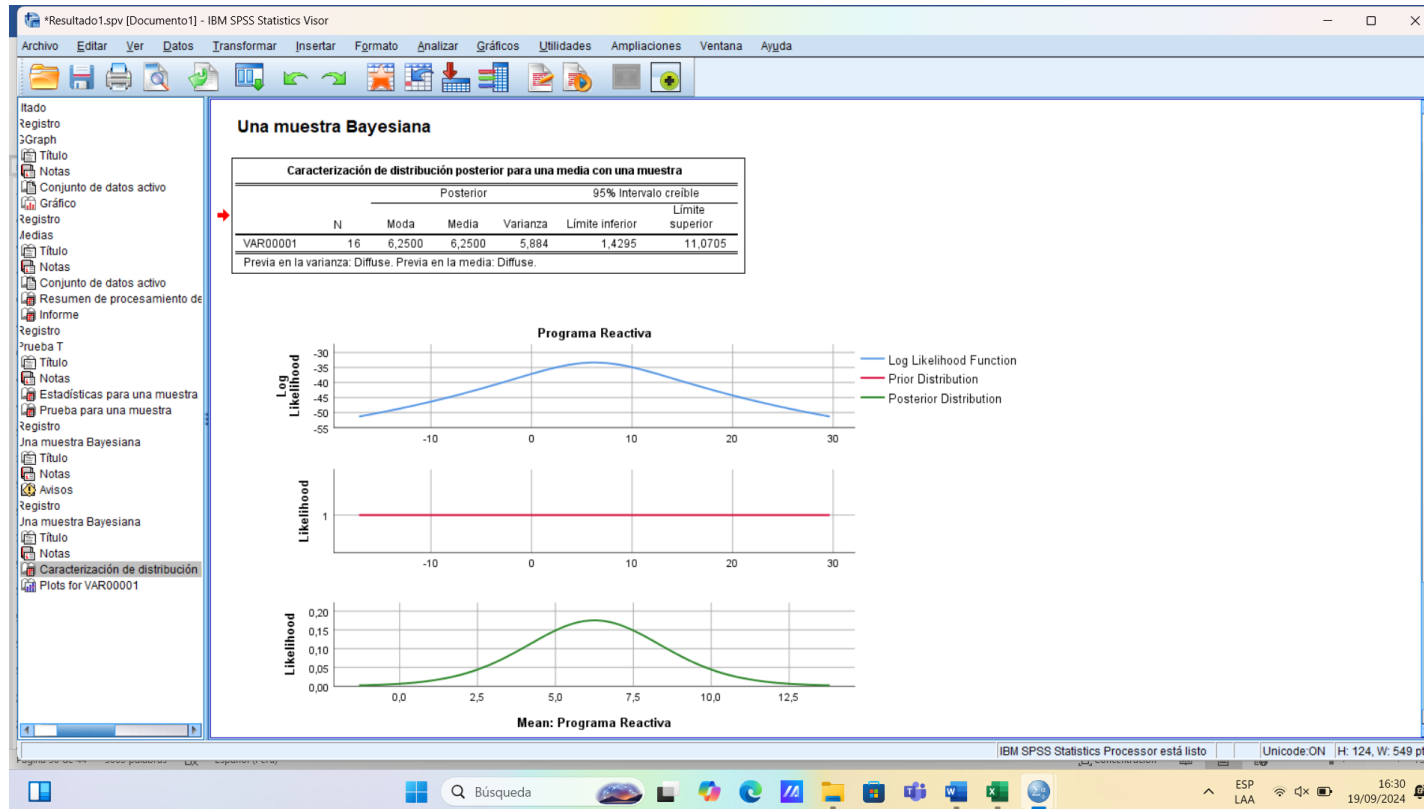 *Resultado1.spv [Documento1] - IBM SPSS Statistics Visor
Archivo Editar Ver Datos Transformar Insertar Formato Analizar Gráficos Utilidades Ampliaciones Ventana Ayuda
ltado
Registro
GGraph
Título
Notas
Conjunto de datos activo
Gráfico
Registro
Medias
Título
Notas
Conjunto de datos activo
Resumen de procesamiento de
Informe
Registro
Prueba T
Título
Notas
Estadísticas para una muestra
Prueba para una muestra
Registro
Una muestra Bayesiana
Título
Notas
Avisos
Registro
Una muestra Bayesiana
Título
Notas
Caracterización de distribución
Plots for VAR00001
Una muestra Bayesiana
Caracterización de distribución posterior para una media con una muestra
Posterior 95% Intervalo creíble
N Moda Media Varianza Límite inferior Límite superior
VAR00001 16 6,2500 6,2500 5,884 1,4295 11,0705
Previa en la varianza: Diffuse. Previa en la media: Diffuse.
Programa Reactiva
Log Likelihood
-30
-35
-40
-45
-50
-55
-10 0 10 20 30
Log Likelihood Function
Prior Distribution
Posterior Distribution
Likelihood
1
-10 0 10 20 30
Likelihood
0,20
0,15
0,10
0,05
0,00
0,0 2,5 5,0 7,5 10,0 12,5
Mean: Programa Reactiva
IBM SPSS Statistics Processor está listo Unicode:ON H: 124, W: 549 pt
Búsqueda
ESP
LAA
16:30
19/09/2024